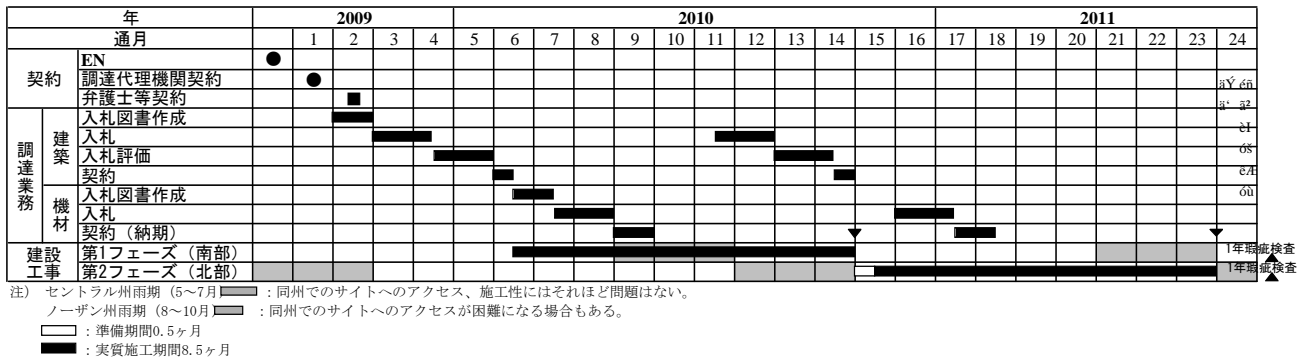 年 2009 2010 2011
通月 1 2 3 4 5 6 7 8 9 10 11 12 13 14 15 16 17 18 19 20 21 22 23 24
契約
EN
調達代理機関契約
弁護士等契約
調達業務
建築
入札図書作成
入札
入札評価
契約
機材
入札図書作成
入札
契約（納期）
建設工事
第1フェーズ（南部） 1年瑕疵検査
第2フェーズ（北部） 1年瑕疵検査
注） セントラル州雨期（5～7月） ：同州でのサイトへのアクセス、施工性にはそれほど問題はない。
ノーザン州雨期（8～10月） ：同州でのサイトへのアクセスが困難になる場合もある。
：準備期間0.5ヶ月
：実質施工期間8.5ヶ月